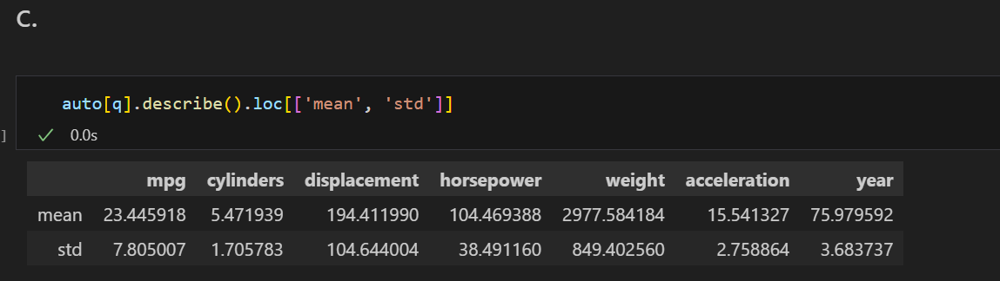 C.
auto[q].describe().loc[['mean', 'std']]
]
0.0s
mpg cylinders displacement horsepower weight acceleration year
mean 23.445918 5.471939 194.411990 104.469388 2977.584184 15.541327 75.979592
std 7.805007 1.705783 104.644004 38.491160 849.402560 2.758864 3.683737